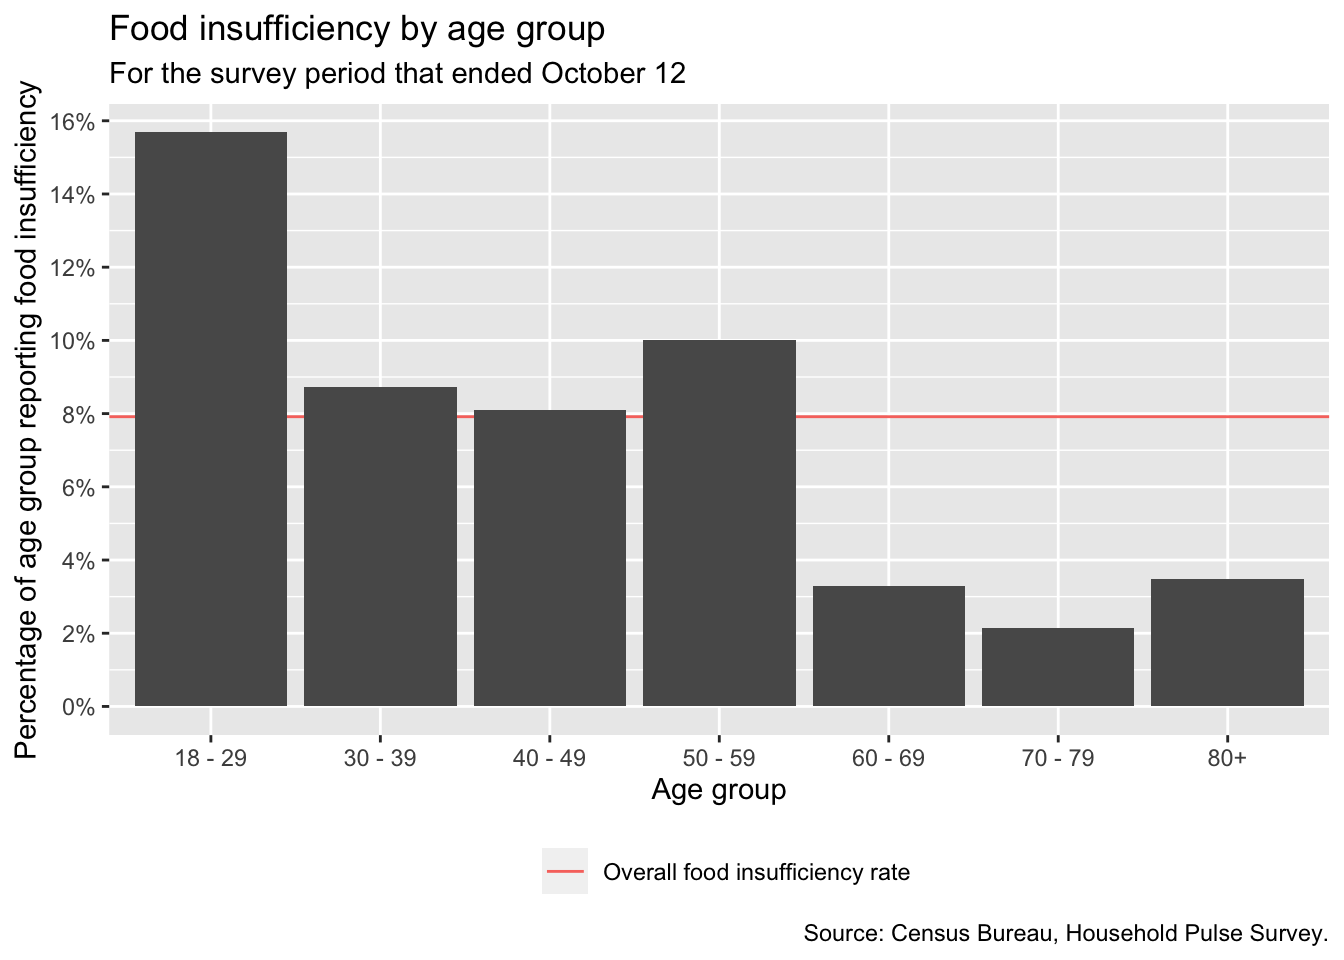 Food insufficiency by age group
For the survey period that ended October 12
Percentage of age group reporting food insufficiency
16%
14%
12%
10%
8%
6%
4%
2%
0%
18 - 29
30 - 39
40 - 49
50 - 59
60 - 69
70 - 79
80+
Age group
Overall food insufficiency rate
Source: Census Bureau, Household Pulse Survey.